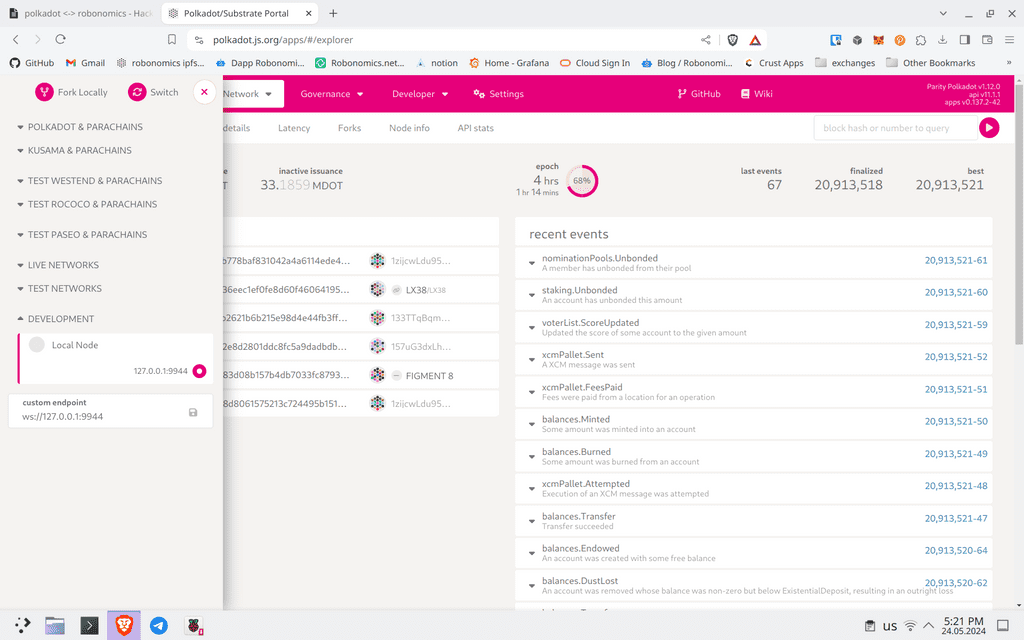 polkadot <-> robonomics - Hack
Polkadot/Substrate Portal
polkadot.js.org/apps/#/explorer
GitHub
Gmail
robonomics ipfs...
Dapp Robonomi...
Robonomics.net...
notion
Home - Grafana
Cloud Sign In
Blog / Robonomi...
Crust Apps
exchanges
Other Bookmarks
»
Fork Locally
Switch
POLKADOT & PARACHAINS
KUSAMA & PARACHAINS
TEST WESTEND & PARACHAINS
TEST ROCOCO & PARACHAINS
TEST PASEO & PARACHAINS
LIVE NETWORKS
TEST NETWORKS
DEVELOPMENT
Local Node
127.0.0.1:9944
custom endpoint
ws://127.0.0.1:9944
Network
Governance
Developer
Settings
GitHub
Wiki
Parity Polkadot v1.12.0
api v11.1.1
apps v0.137.2-42
details
Latency
Forks
Node info
API stats
block hash or number to query
inactive issuance
33.1859 MDOT
epoch
4 hrs
1 hr 14 mins
68%
last events
67
finalized
20,913,518
best
20,913,521
b778baf831042a4a6114ede4...
1zijcwLdu95...
36eec1ef0fe8d60f46064195...
LX38/LX38
b2621b6b215e98d4e44fb3ff...
133TTqBqm...
2e8d2801ddc8fc5a9dadbdb...
157uG3dxLh...
83d08b157b4db7033fc8793...
FIGMENT 8
8d8061575213c724495b151...
1zijcwLdu95...
recent events
nominationPools.Unbonded
A member has unbonded from their pool
20,913,521-61
staking.Unbonded
An account has unbonded this amount
20,913,521-60
voterList.ScoreUpdated
Updated the score of some account to the given amount
20,913,521-59
xcmPallet.Sent
A XCM message was sent
20,913,521-52
xcmPallet.FeesPaid
Fees were paid from a location for an operation
20,913,521-51
balances.Minted
Some amount was minted into an account
20,913,521-50
balances.Burned
Some amount was burned from an account
20,913,521-49
xcmPallet.Attempted
Execution of an XCM message was attempted
20,913,521-48
balances.Transfer
Transfer succeeded
20,913,521-47
balances.Endowed
An account was created with some free balance
20,913,520-64
balances.DustLost
An account was removed whose balance was non-zero but below ExistentialDeposit, resulting in an outright loss
20,913,520-62
us
5:21 PM
24.05.2024